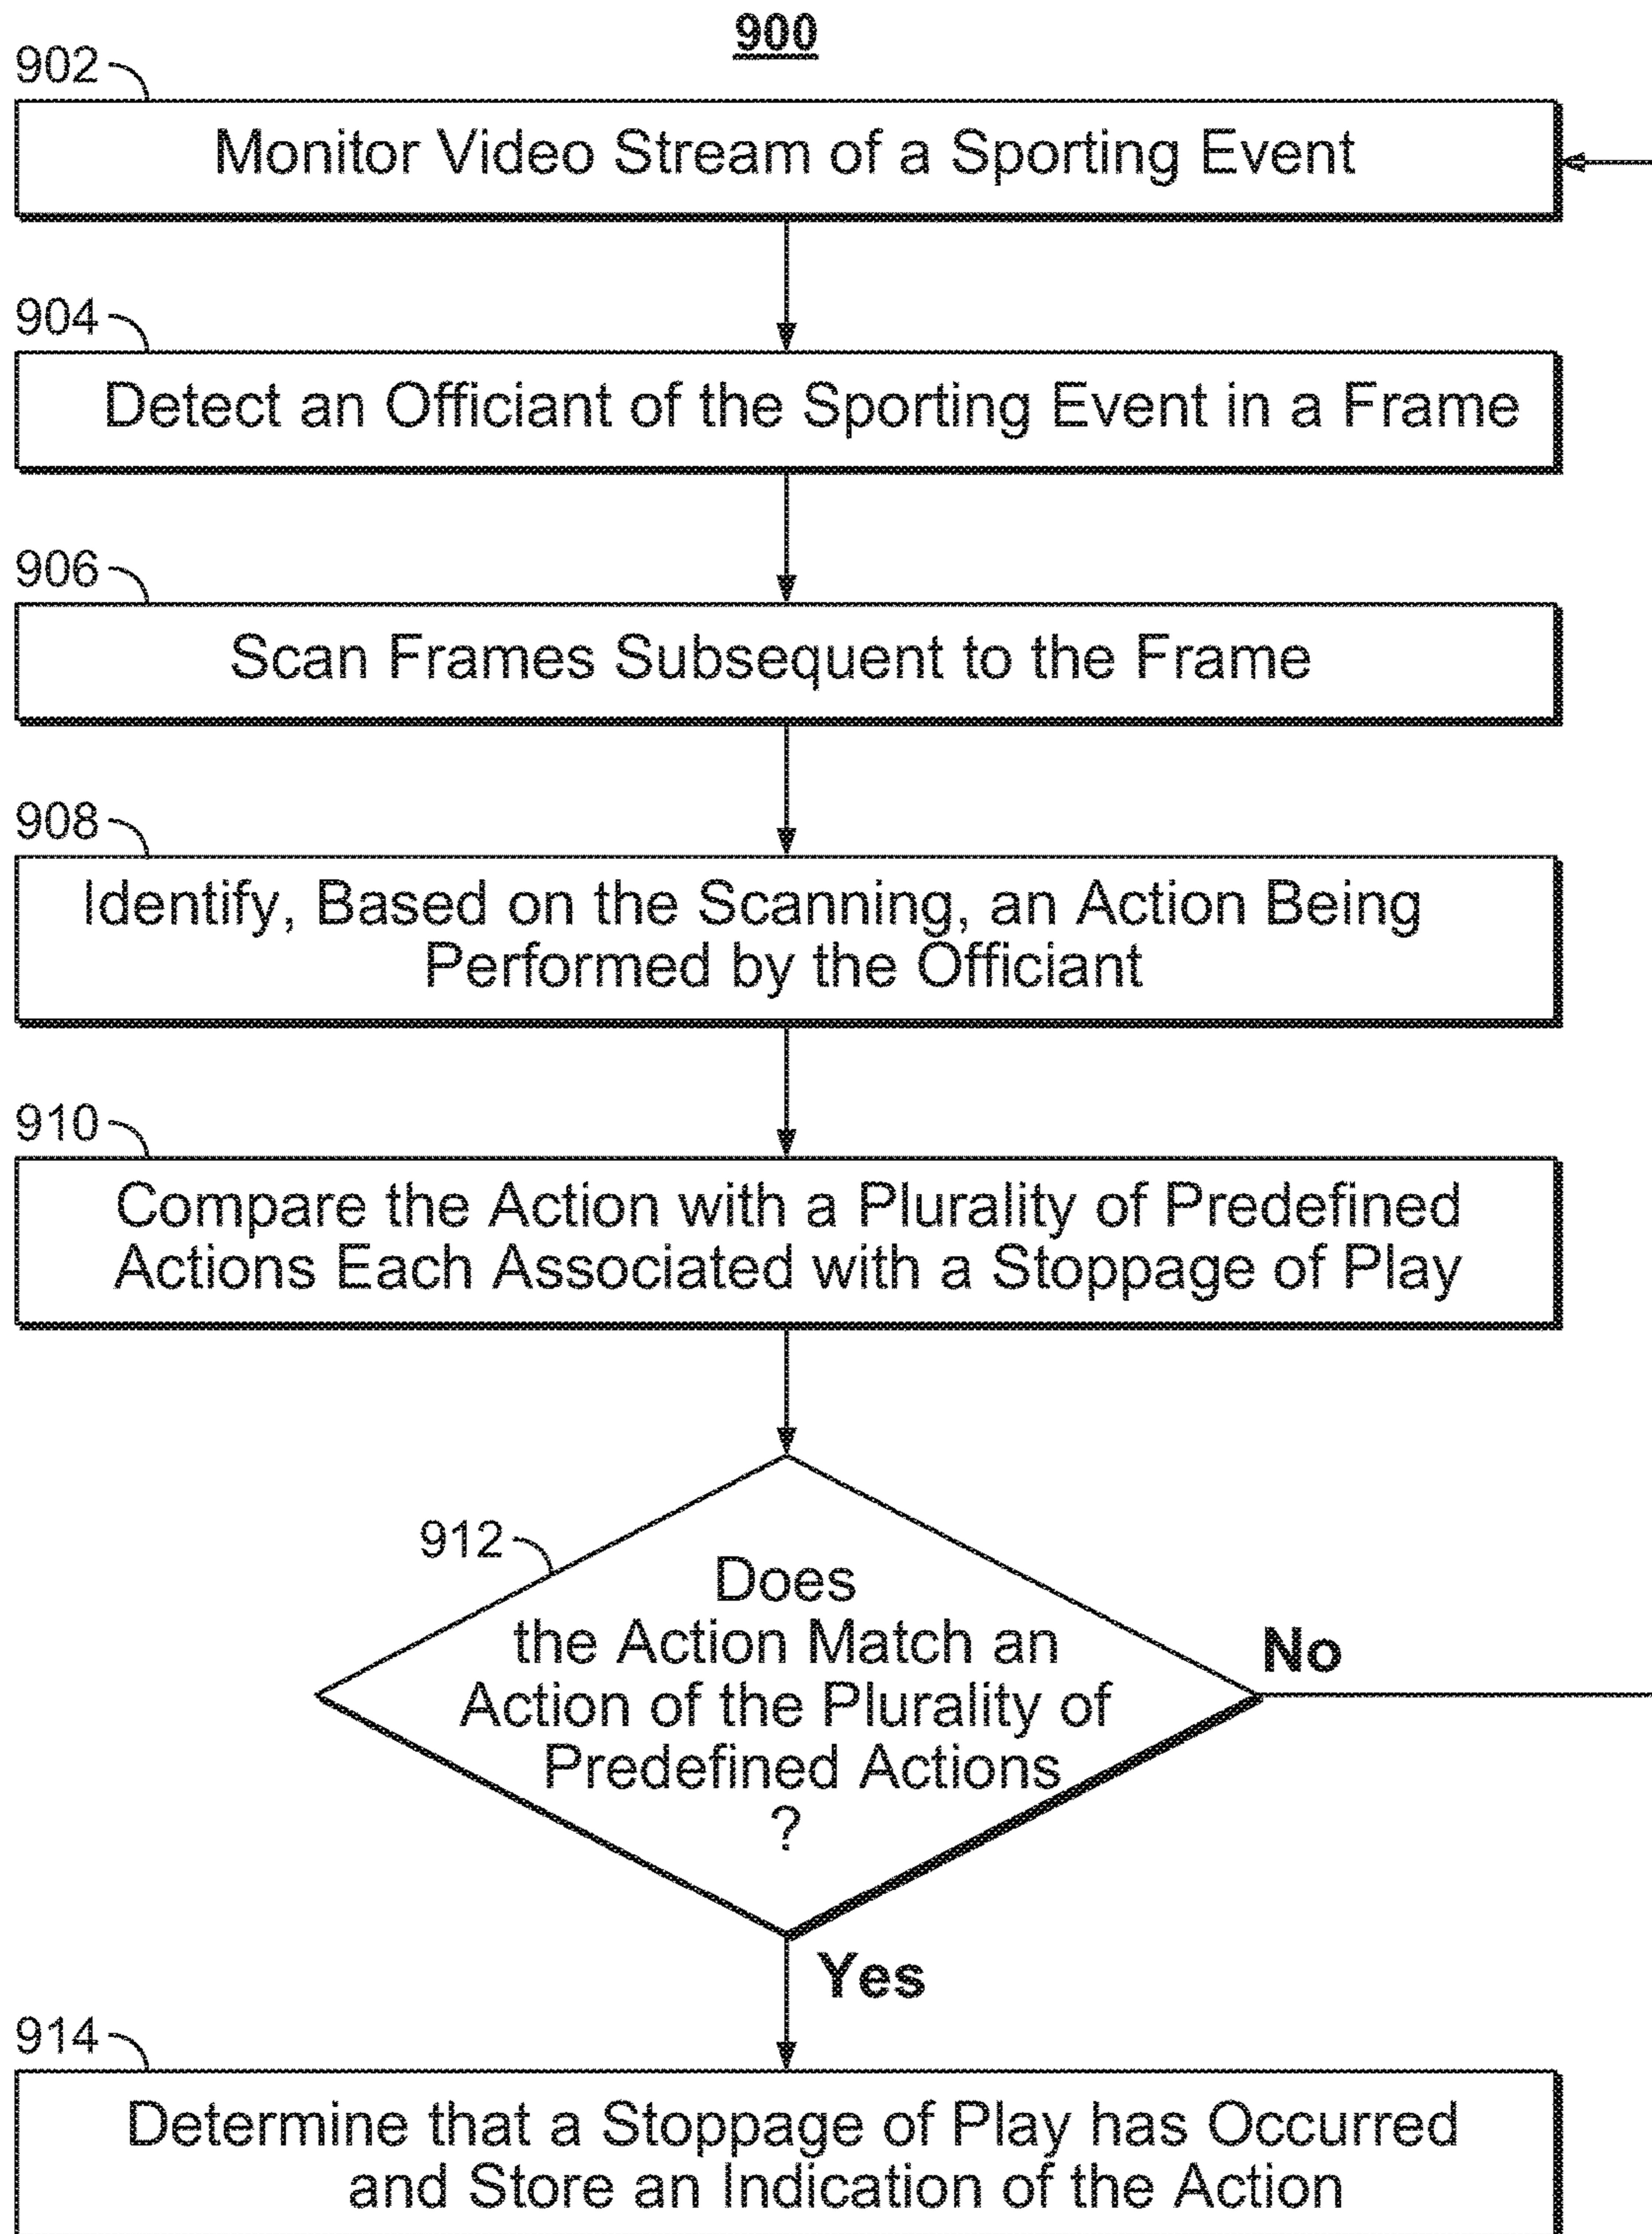 900
902
Monitor Video Stream of a Sporting Event
904
Detect an Officiant of the Sporting Event in a Frame
906
Scan Frames Subsequent to the Frame
908
Identify, Based on the Scanning, an Action Being
Performed by the Officiant
910
Compare the Action with a Plurality of Predefined
Actions Each Associated with a Stoppage of Play
912
Does
the Action Match an
Action of the Plurality of
Predefined Actions
?
No
Yes
914
Determine that a Stoppage of Play has Occurred
and Store an Indication of the Action